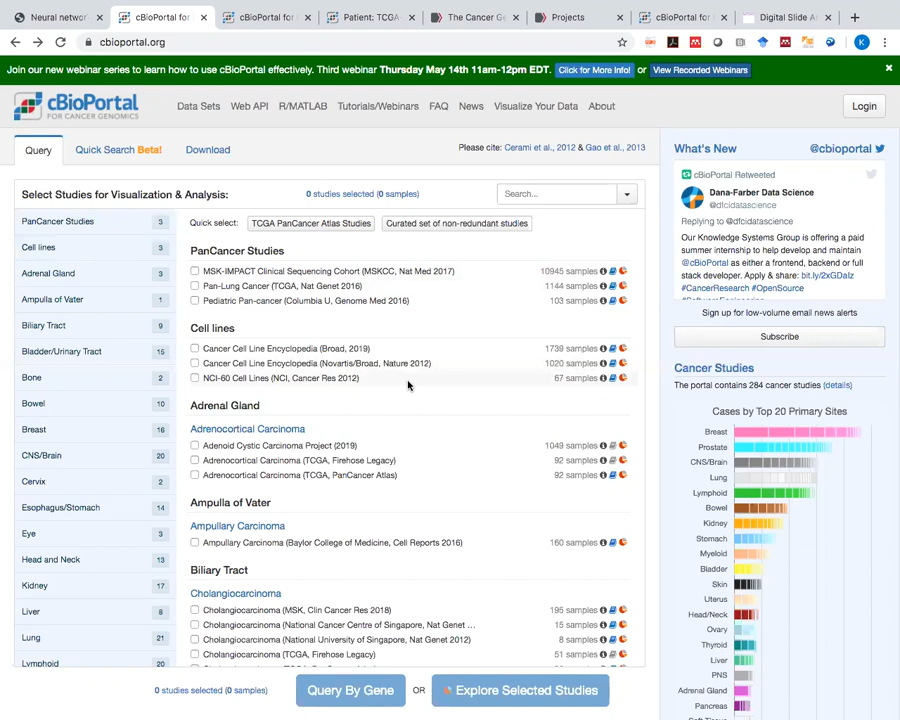 Neural networ
cBioPortal for
cBioPortal for
Patient: TCGA
The Cancer G
Projects
cBioPortal for
Digital Slide A
cbioportal.org
Join our new webinar series to learn how to use cBioPortal effectively. Third webinar Thursday May 14th 11am-12pm EDT. Click for More Info! or View Recorded Webinars
cBioPortal
FOR CANCER GENOMICS
Data Sets Web API R/MATLAB Tutorials/Webinars FAQ News Visualize Your Data About Login
Query Quick Search Beta! Download
Please cite: Cerami et al., 2012 & Gao et al., 2013
Select Studies for Visualization & Analysis:
0 studies selected (0 samples)
Search...
PanCancer Studies 3
Cell lines 3
Adrenal Gland 3
Ampulla of Vater 1
Biliary Tract 9
Bladder/Urinary Tract 15
Bone 2
Bowel 10
Breast 16
CNS/Brain 20
Cervix 2
Esophagus/Stomach 14
Eye 3
Head and Neck 13
Kidney 17
Liver 8
Lung 21
Lymphoid 20
Quick select: TCGA PanCancer Atlas Studies Curated set of non-redundant studies
PanCancer Studies
MSK-IMPACT Clinical Sequencing Cohort (MSKCC, Nat Med 2017) 10945 samples
Pan-Lung Cancer (TCGA, Nat Genet 2016) 1144 samples
Pediatric Pan-cancer (Columbia U, Genome Med 2016) 103 samples
Cell lines
Cancer Cell Line Encyclopedia (Broad, 2019) 1739 samples
Cancer Cell Line Encyclopedia (Novartis/Broad, Nature 2012) 1020 samples
NCI-60 Cell Lines (NCI, Cancer Res 2012) 67 samples
Adrenal Gland
Adrenocortical Carcinoma
Adenoid Cystic Carcinoma Project (2019) 1049 samples
Adrenocortical Carcinoma (TCGA, Firehose Legacy) 92 samples
Adrenocortical Carcinoma (TCGA, PanCancer Atlas) 92 samples
Ampulla of Vater
Ampullary Carcinoma
Ampullary Carcinoma (Baylor College of Medicine, Cell Reports 2016) 160 samples
Biliary Tract
Cholangiocarcinoma
Cholangiocarcinoma (MSK, Clin Cancer Res 2018) 195 samples
Cholangiocarcinoma (National Cancer Centre of Singapore, Nat Genet ... 15 samples
Cholangiocarcinoma (National University of Singapore, Nat Genet 2012) 8 samples
Cholangiocarcinoma (TCGA, Firehose Legacy) 51 samples
0 studies selected (0 samples)
Query By Gene OR Explore Selected Studies
What's New @cbioportal
cBioPortal Retweeted
Dana-Farber Data Science
@dfcidatascience
Replying to @dfcidatascience
Our Knowledge Systems Group is offering a paid
summer internship to help develop and maintain
@cBioPortal as either a frontend, backend or full
stack developer. Apply & share: bit.ly/2xGDaIz
#CancerResearch #OpenSource
Sign up for low-volume email news alerts
Subscribe
Cancer Studies
The portal contains 284 cancer studies (details)
Cases by Top 20 Primary Sites
Breast
Prostate
CNS/Brain
Lung
Lymphoid
Bowel
Kidney
Stomach
Myeloid
Bladder
Skin
Uterus
Head/Neck
Ovary
Thyroid
Liver
PNS
Adrenal Gland
Pancreas